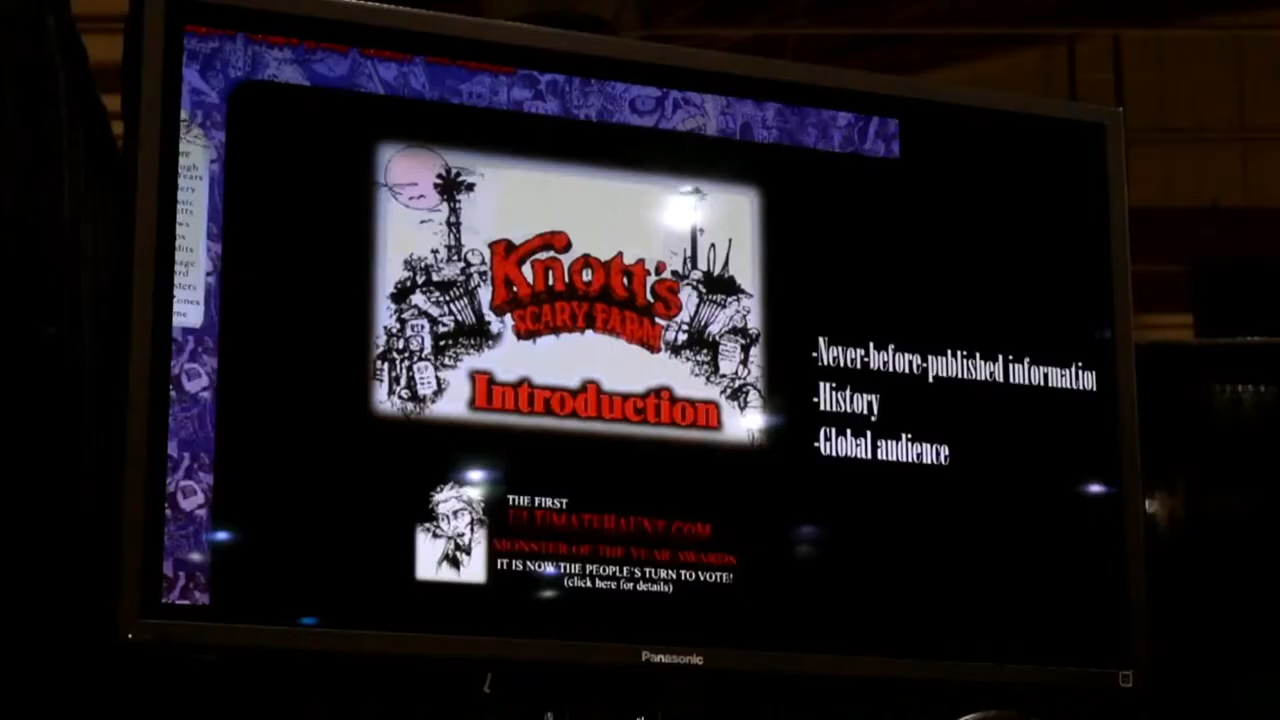 Knott's
SCARY FARM
Introduction
RIP
-Never-before-published informatio
-History
-Global audience
THE FIRST
ULTIMATEHAUNT.COM
MONSTER OF THE YEAR AWARDS
IT IS NOW THE PEOPLE'S TURN TO VOTE!
(click here for details)
Panasonic